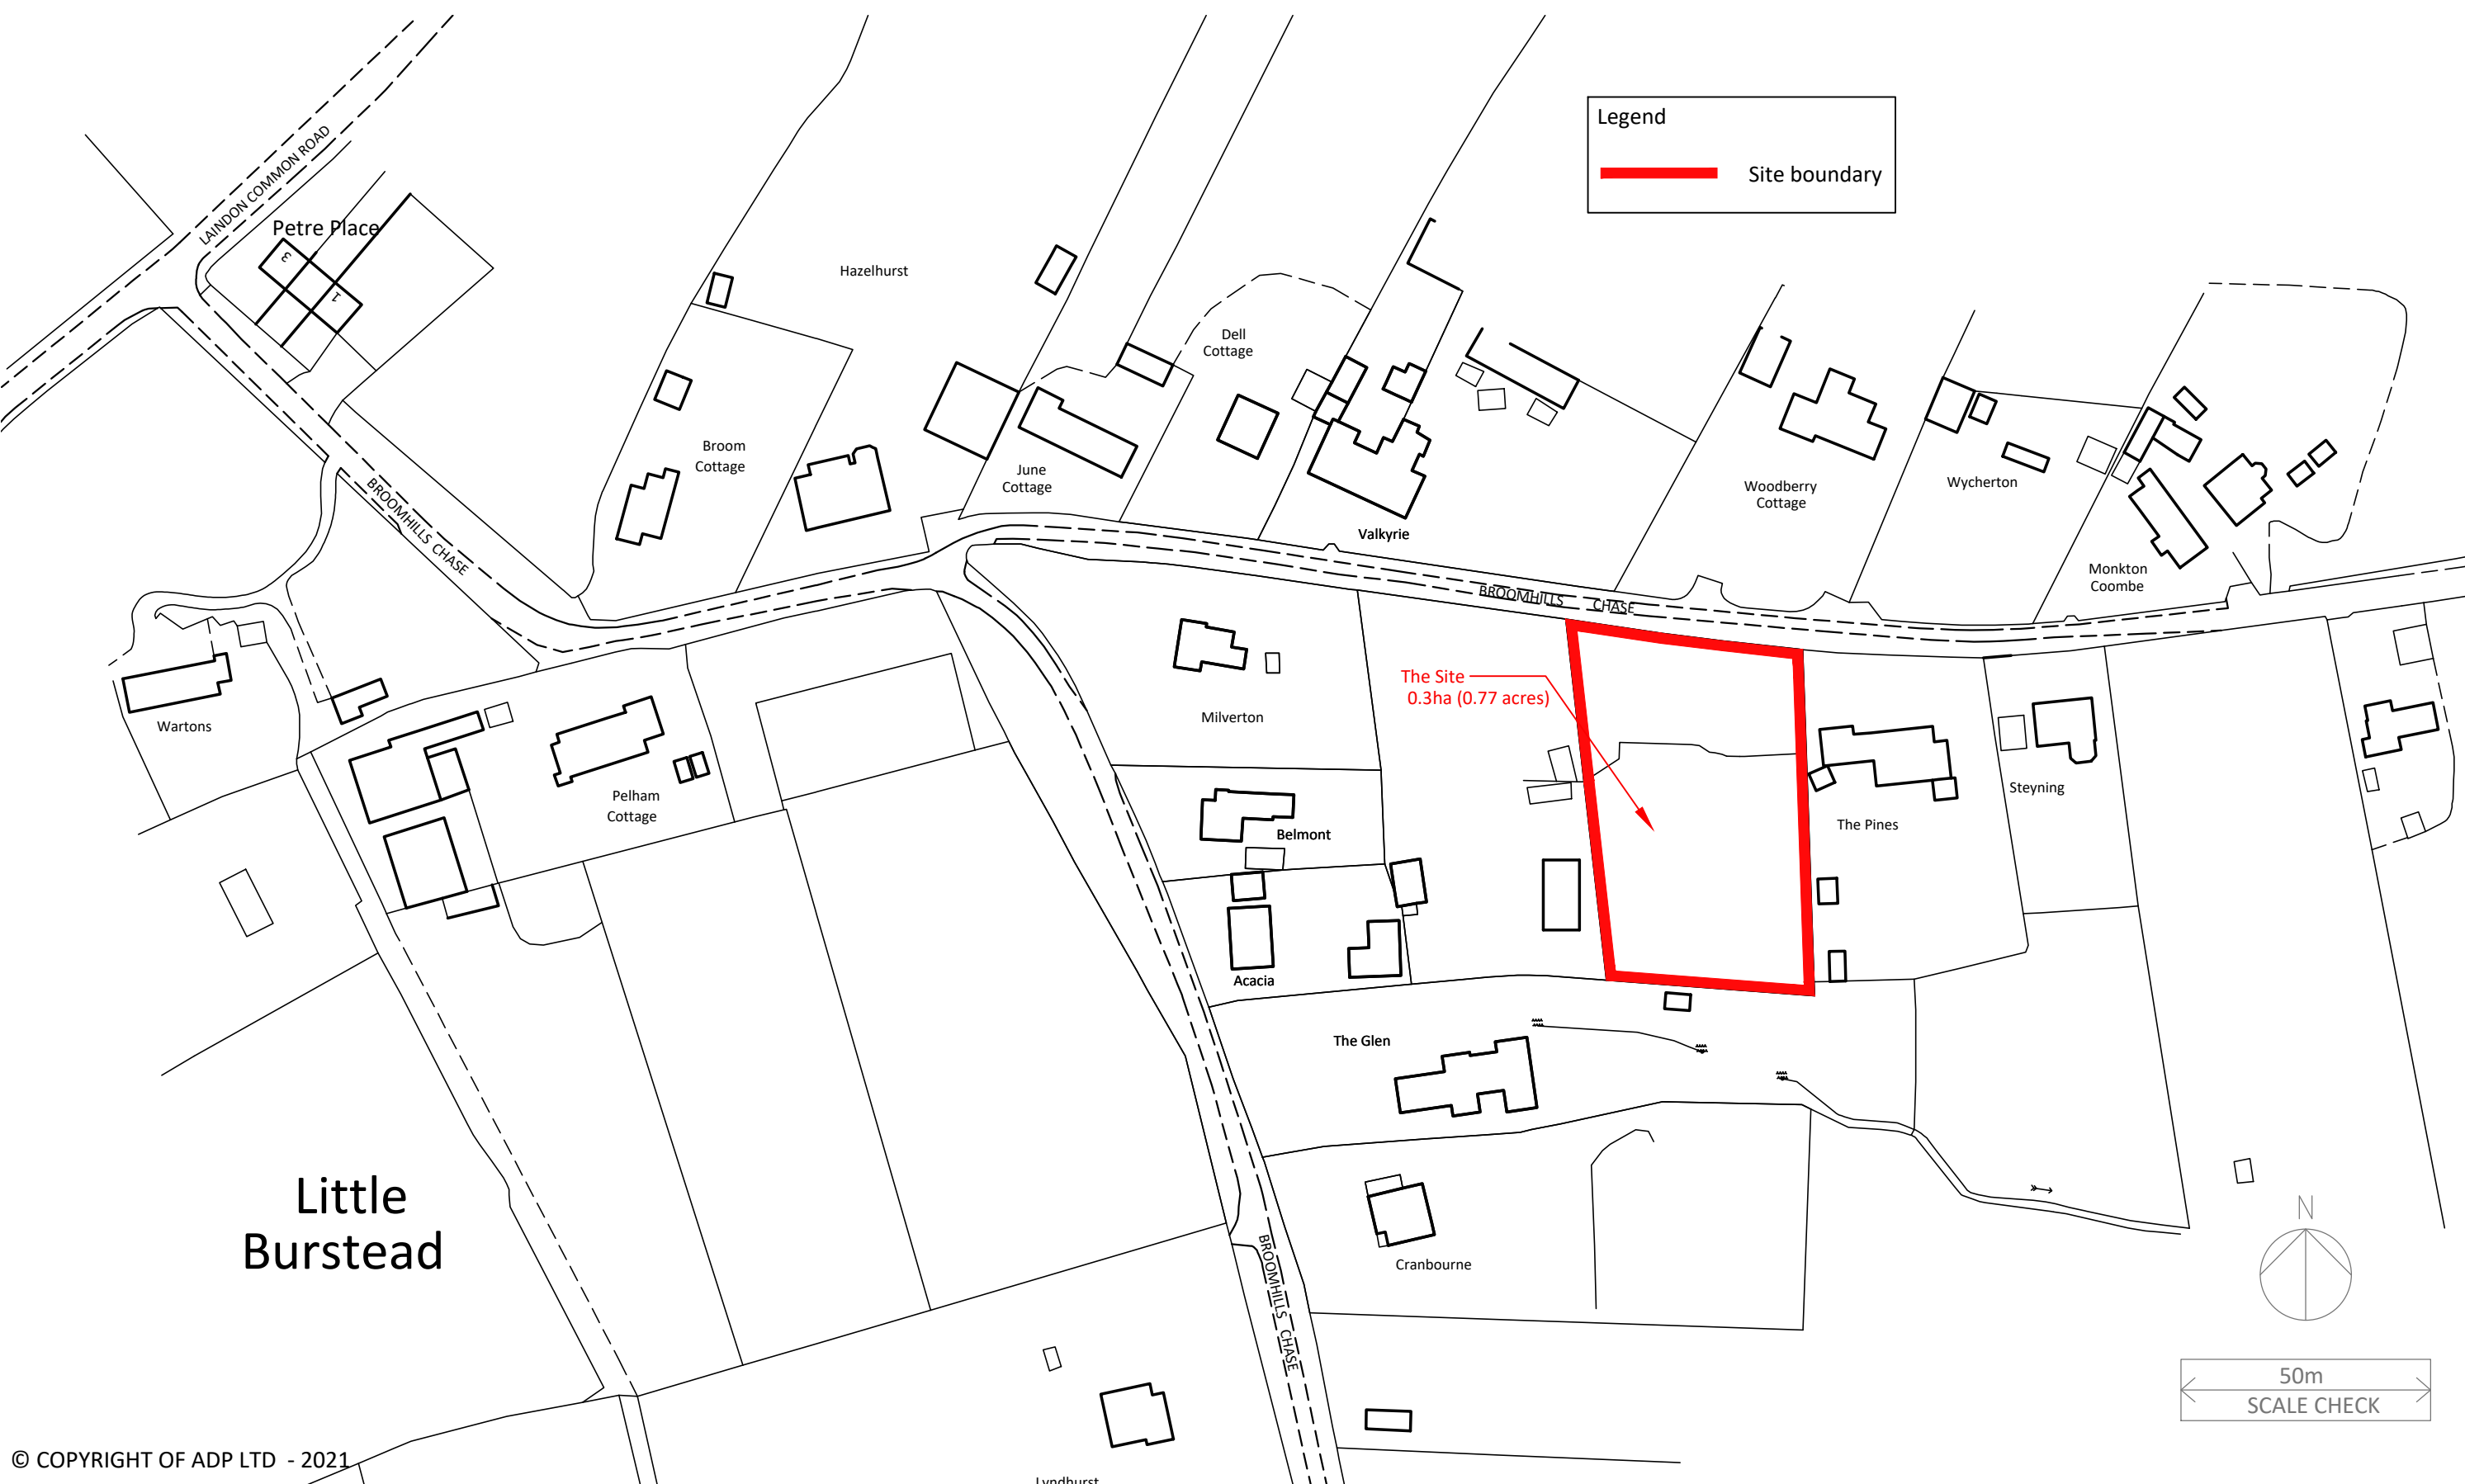 Legend
Site boundary
LAINDON COMMON ROAD
Petre Place
3
1
Hazelhurst
Dell
Cottage
Broom
Cottage
June
Cottage
Valkyrie
Woodberry
Cottage
Wycherton
Monkton
Coombe
BROOMHILLS CHASE
BROOMHILLS CHASE
The Site
0.3ha (0.77 acres)
Milverton
Wartons
Pelham
Cottage
Belmont
The Pines
Steyning
Acacia
The Glen
Little
Burstead
Cranbourne
BROOMHILLS CHASE
N
50m
SCALE CHECK
© COPYRIGHT OF ADP LTD - 2021
Lyndhurst